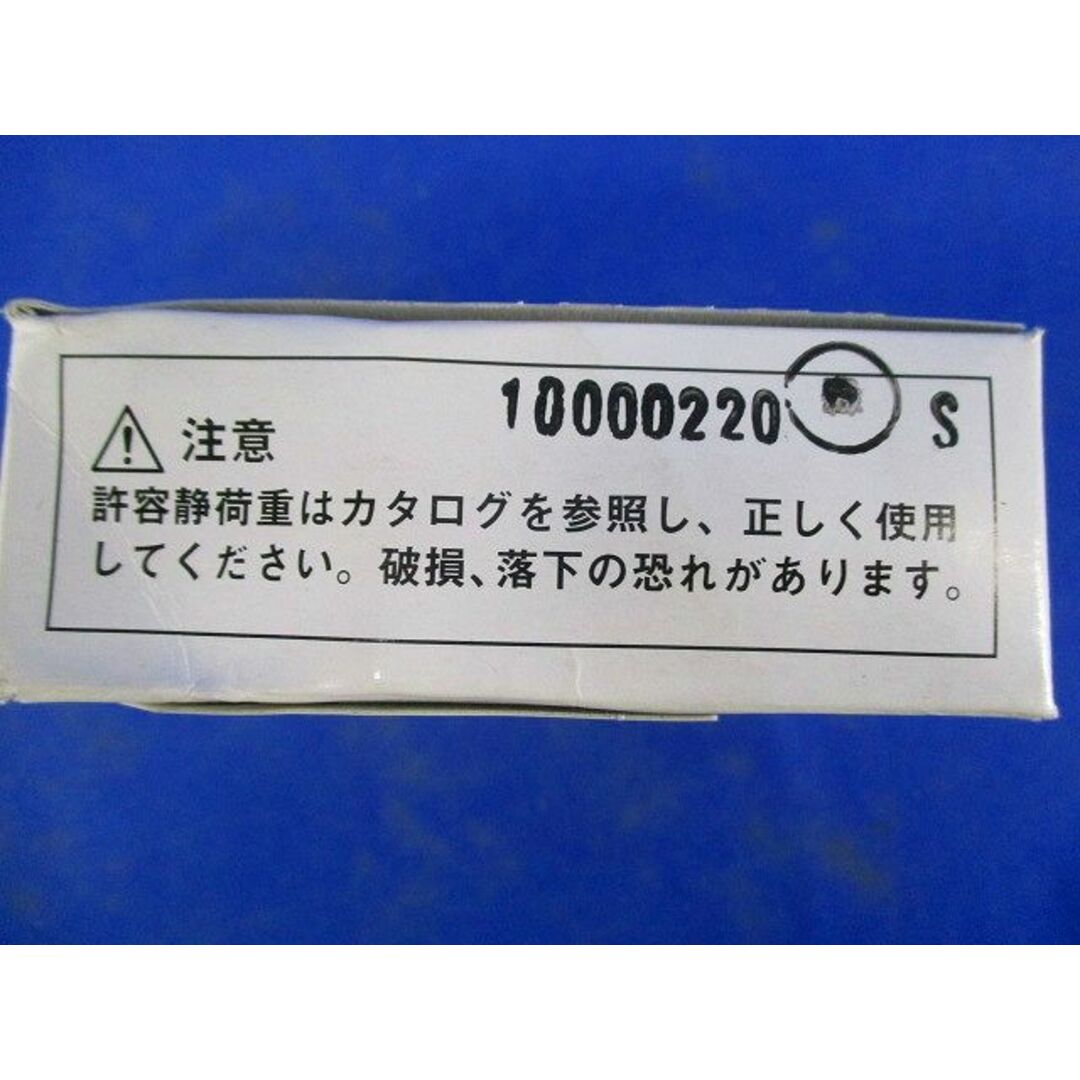 10000220 S
注意
許容静荷重はカタログを参照し、正しく使用
してください。破損、落下の恐れがあります。